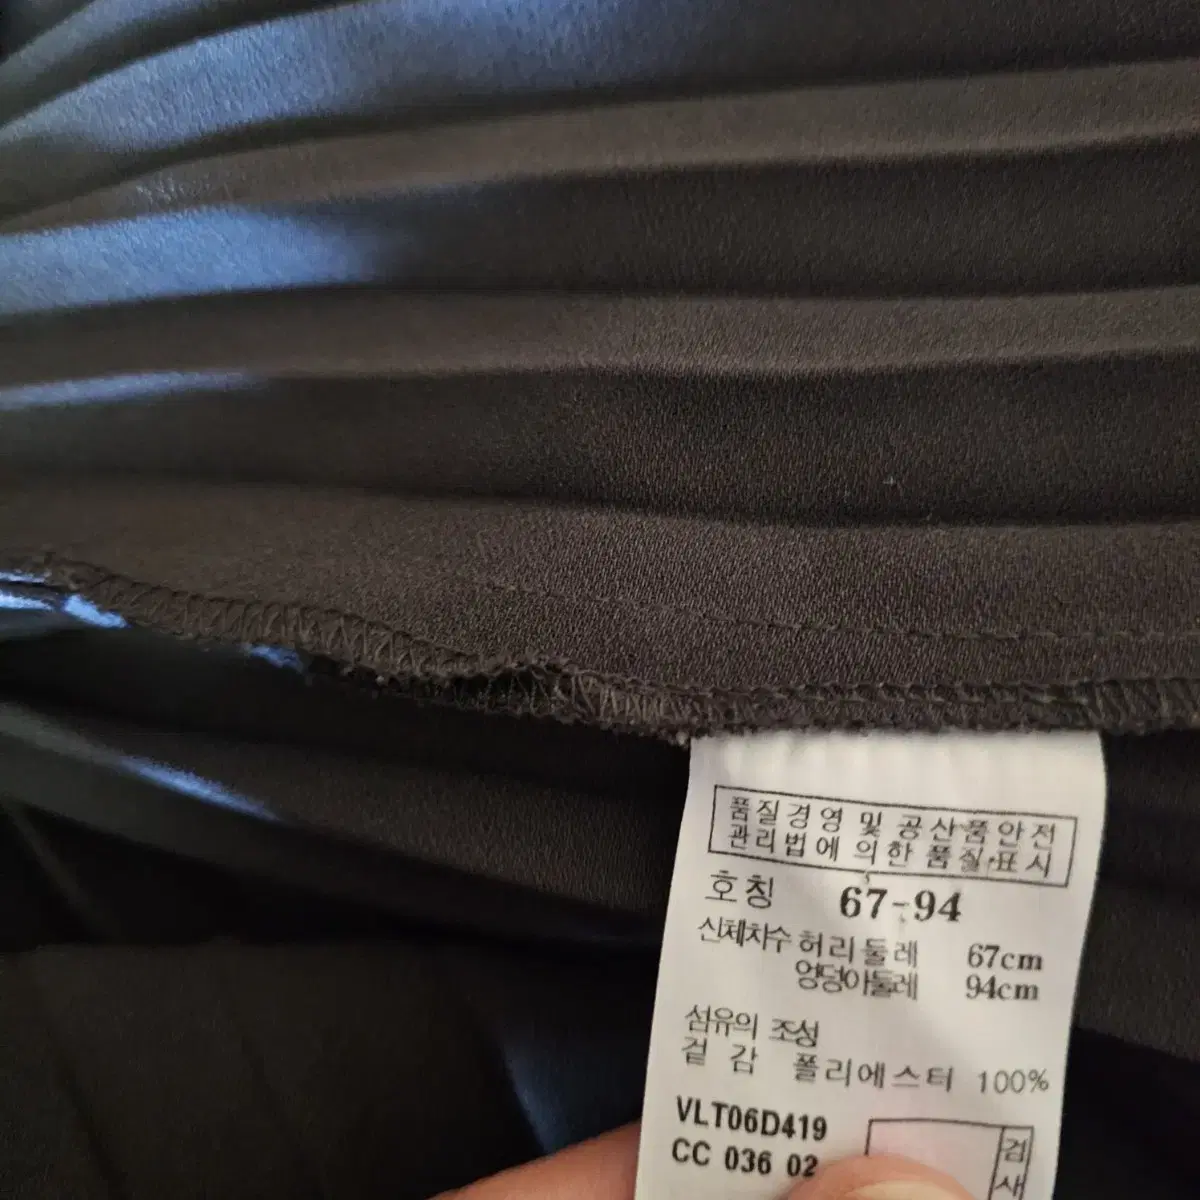 품질경영 및 공산품안전
관리법에 의한 품질표시
호칭 67-94
신체치수 허리둘레 67cm
엉덩이둘레 94cm
섬유의 조성
겉감 폴리에스터 100%
VLT06D419
CC 036 02
검
사